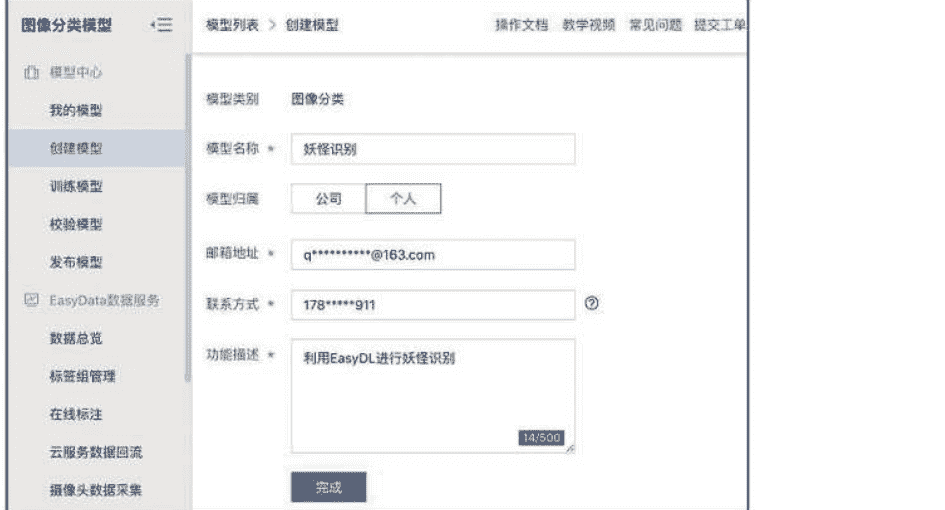 图像分类模型
模型列表 > 创建模型
操作文档 教学视频 常见问题 提交工单
模型中心
我的模型
创建模型
训练模型
校验模型
发布模型
EasyData数据服务
数据总览
标签组管理
在线标注
云服务数据回流
摄像头数据采集
模型类别 图像分类
模型名称 * 妖怪识别
模型归属 公司 个人
邮箱地址 * q**********@163.com
联系方式 * 178*****911 ?
功能描述 * 利用EasyDL进行妖怪识别
14/500
完成